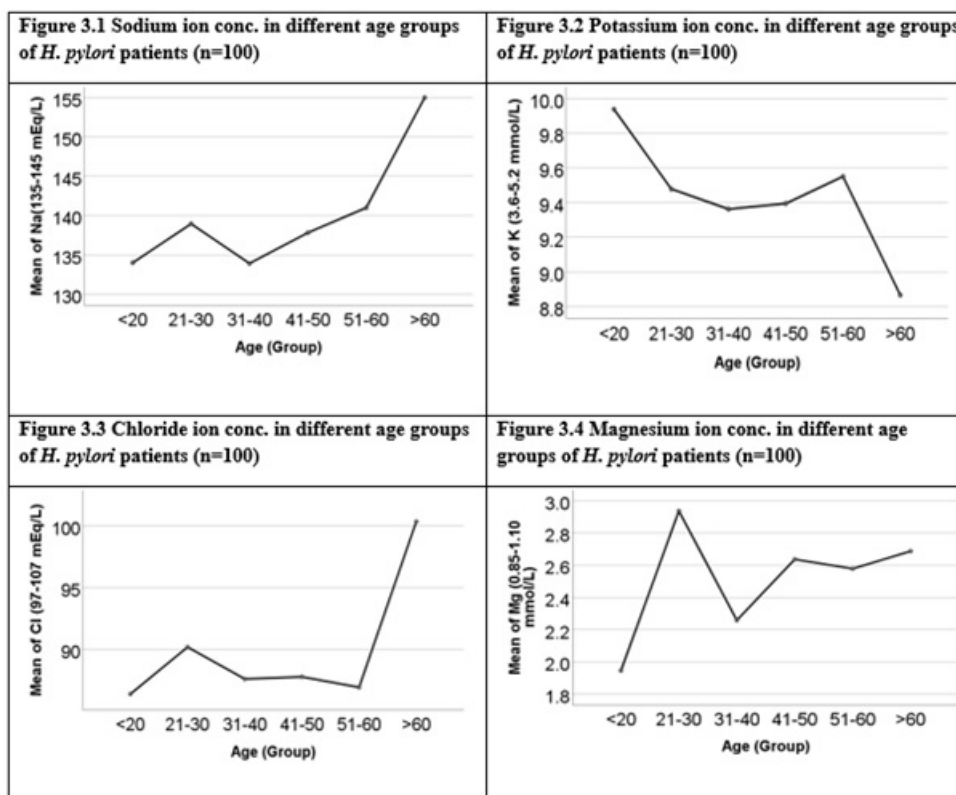 Figure 3.1 Sodium ion conc. in different age groups
of H. pylori patients (n=100)
Figure 3.2 Potassium ion conc. in different age groups
of H. pylori patients (n=100)
Mean of Na(135-145 mEq/L)
155
150
145
140
135
130
<20 21-30 31-40 41-50 51-60 >60
Age (Group)
Mean of K (3.6-5.2 mmol/L)
10.0
9.8
9.6
9.4
9.2
9.0
8.8
<20 21-30 31-40 41-50 51-60 >60
Age (Group)
Figure 3.3 Chloride ion conc. in different age groups
of H. pylori patients (n=100)
Figure 3.4 Magnesium ion conc. in different age
groups of H. pylori patients (n=100)
Mean of Cl (97-107 mEq/L)
100
95
90
<20 21-30 31-40 41-50 51-60 >60
Age (Group)
Mean of Mg (0.85-1.10
mmol/L)
3.0
2.8
2.6
2.4
2.2
2.0
1.8
<20 21-30 31-40 41-50 51-60 >60
Age (Group)